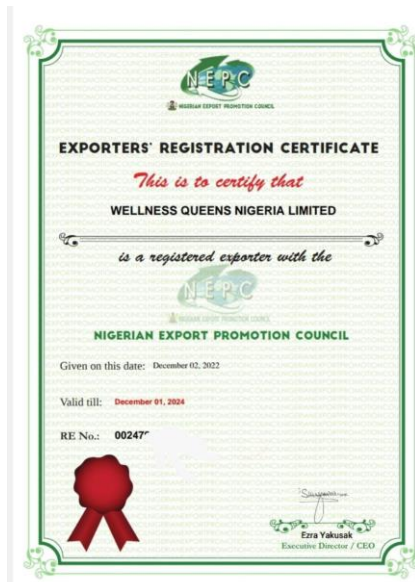 NEPC
NIGERIAN EXPORT PROMOTION COUNCIL
EXPORTERS' REGISTRATION CERTIFICATE
This is to certify that
WELLNESS QUEENS NIGERIA LIMITED
is a registered exporter with the
NEPC
NIGERIAN EXPORT PROMOTION COUNCIL
NIGERIAN EXPORT PROMOTION COUNCIL
Given on this date: December 02, 2022
Valid till: December 01, 2024
RE No.: 00247
Ezra Yakusak
Executive Director / CEO